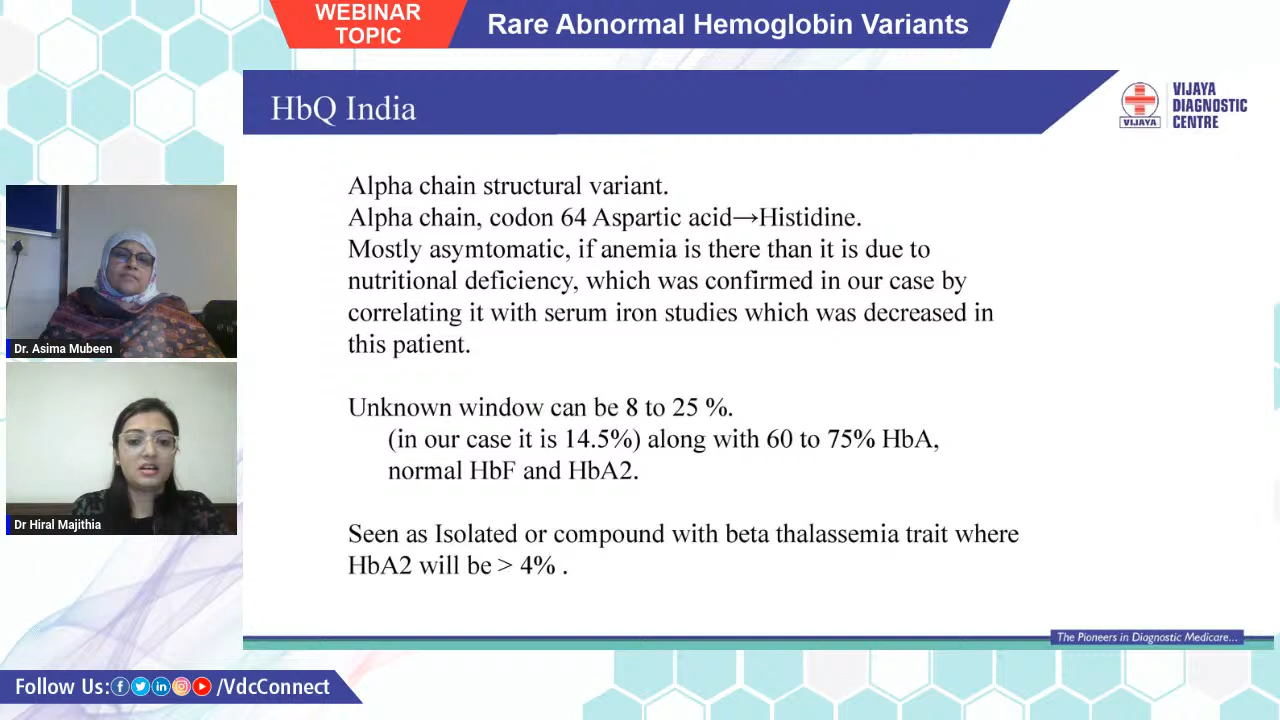 WEBINAR
TOPIC
Rare Abnormal Hemoglobin Variants
HbQ India
VIJAYA
VIJAYA
DIAGNOSTIC
CENTRE
Alpha chain structural variant.
Alpha chain, codon 64 Aspartic acid→Histidine.
Mostly asymtomatic, if anemia is there than it is due to
nutritional deficiency, which was confirmed in our case by
correlating it with serum iron studies which was decreased in
this patient.
Unknown window can be 8 to 25 %.
(in our case it is 14.5%) along with 60 to 75% HbA,
normal HbF and HbA2.
Seen as Isolated or compound with beta thalassemia trait where
HbA2 will be > 4% .
Dr. Asima Mubeen
Dr Hiral Majithia
The Pioneers in Diagnostic Medicare...
Follow Us: /VdcConnect